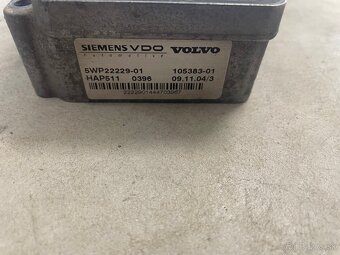 SIEMENS VDO VOLVO
Automotive
5WP22229-01 105383-01
HAP511 0396 09.11.04/3